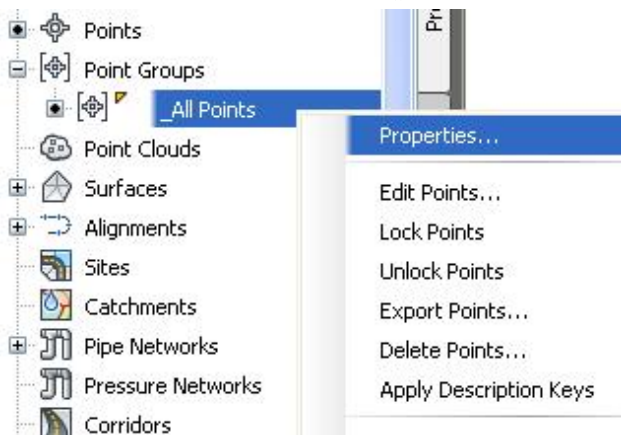 Points
Point Groups
_All Points
Point Clouds
Surfaces
Alignments
Sites
Catchments
Pipe Networks
Pressure Networks
Corridors
Pr
Properties...
Edit Points...
Lock Points
Unlock Points
Export Points...
Delete Points...
Apply Description Keys